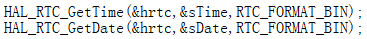 HAL_RTC_GetTime(&hrtc,&sTime,RTC_FORMAT_BIN);
HAL_RTC_GetDate(&hrtc,&sDate,RTC_FORMAT_BIN);